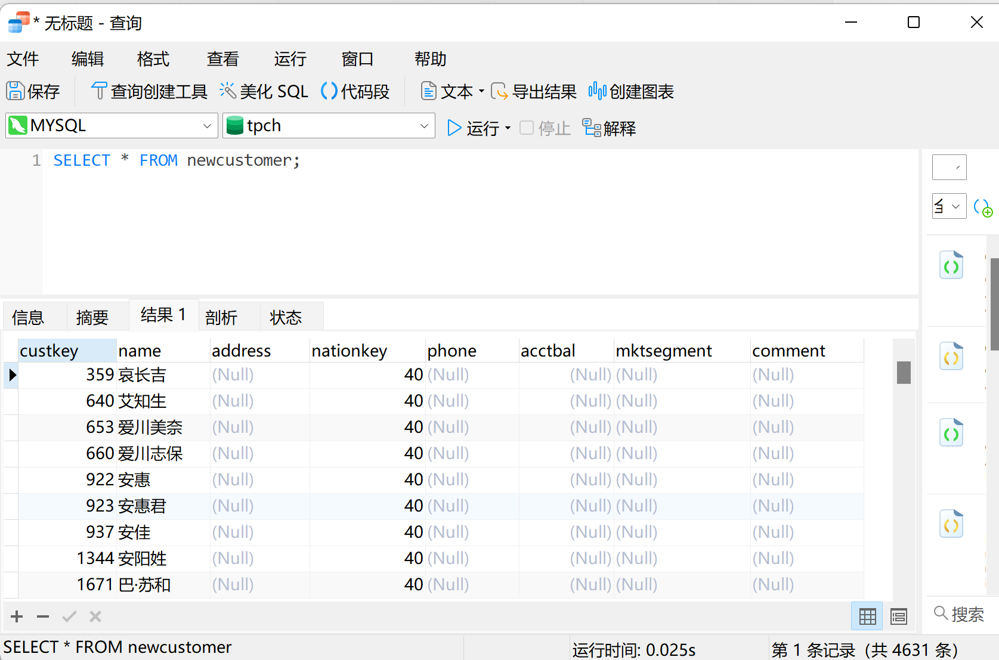 * 无标题 - 查询
文件 编辑 格式 查看 运行 窗口 帮助
保存 查询创建工具 美化 SQL 代码段 文本 导出结果 创建图表
MYSQL tpch 运行 停止 解释
1 SELECT * FROM newcustomer;
信息 摘要 结果 1 剖析 状态
custkey name address nationkey phone acctbal mktsegment comment
359 哀长吉 (Null) 40 (Null) (Null) (Null) (Null)
640 艾知生 (Null) 40 (Null) (Null) (Null) (Null)
653 爱川美奈 (Null) 40 (Null) (Null) (Null) (Null)
660 爱川志保 (Null) 40 (Null) (Null) (Null) (Null)
922 安惠 (Null) 40 (Null) (Null) (Null) (Null)
923 安惠君 (Null) 40 (Null) (Null) (Null) (Null)
937 安佳 (Null) 40 (Null) (Null) (Null) (Null)
1344 安阳姓 (Null) 40 (Null) (Null) (Null) (Null)
1671 巴·苏和 (Null) 40 (Null) (Null) (Null) (Null)
搜索
SELECT * FROM newcustomer 运行时间: 0.025s 第 1 条记录 (共 4631 条)